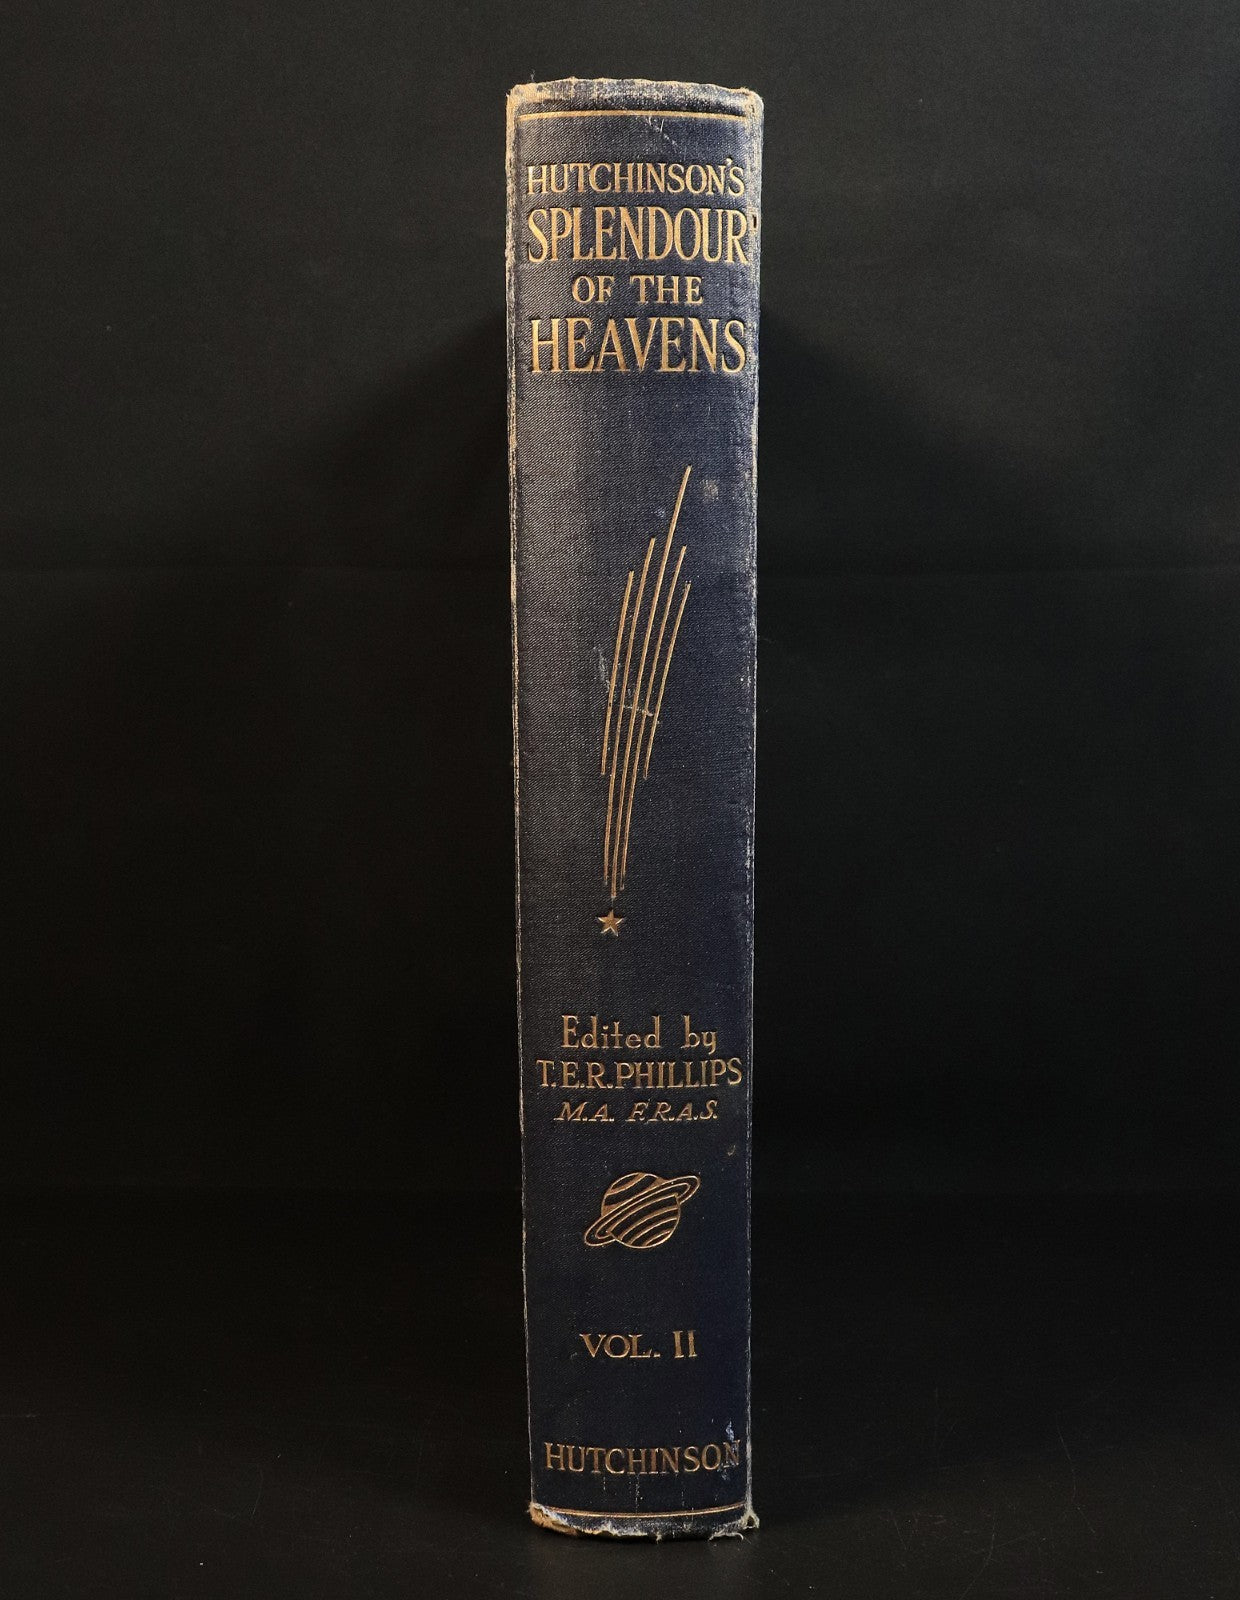 HUTCHINSON'S
SPLENDOUR
OF THE
HEAVENS
Edited by
T.E.R.PHILLIPS
M.A. F.R.A.S.
VOL. II
HUTCHINSON